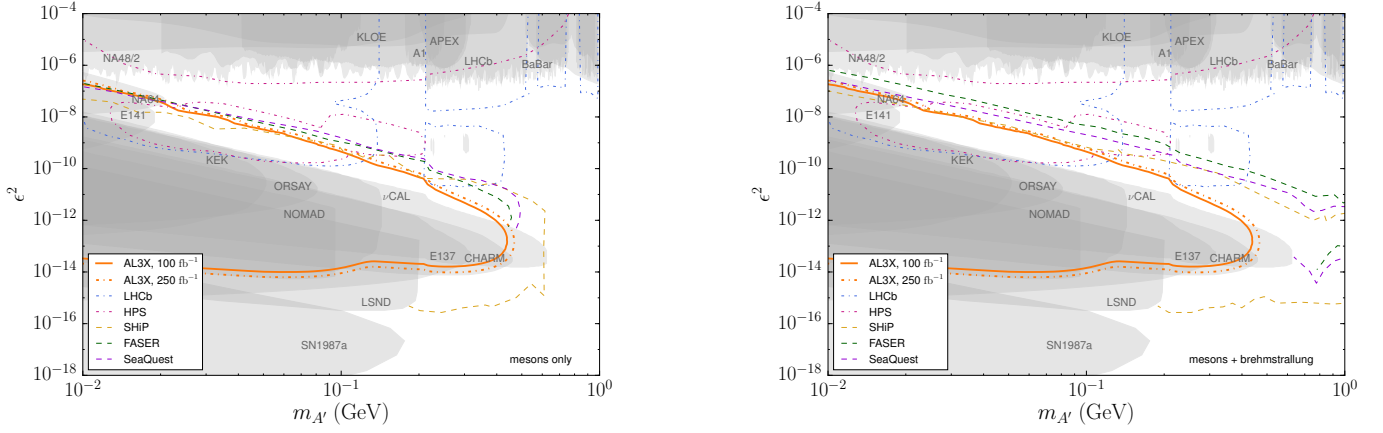 10^−4
10^−6
10^−8
10^−10
10^−12
10^−14
10^−16
10^−18
ϵ^2
KLOE
APEX
A1
LHCb
BaBar
NA48/2
NA64
E141
KEK
ORSAY
νCAL
NOMAD
E137
CHARM
LSND
SN1987a
AL3X, 100 fb^−1
AL3X, 250 fb^−1
LHCb
HPS
SHiP
FASER
SeaQuest
mesons only
10^−2
10^−1
10^0
m_A′ (GeV)
10^−4
10^−6
10^−8
10^−10
10^−12
10^−14
10^−16
10^−18
ϵ^2
KLOE
APEX
A1
LHCb
BaBar
NA48/2
NA64
E141
KEK
ORSAY
νCAL
NOMAD
E137
CHARM
LSND
SN1987a
AL3X, 100 fb^−1
AL3X, 250 fb^−1
LHCb
HPS
SHiP
FASER
SeaQuest
mesons + brehmstrallung
10^−2
10^−1
10^0
m_A′ (GeV)